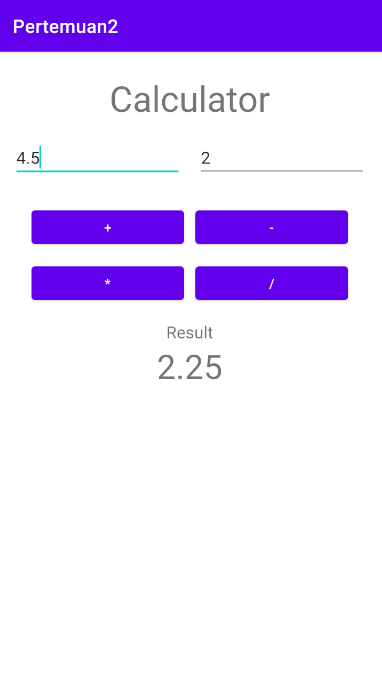 Pertemuan2
Calculator
4.5 2
+ -
* /
Result
2.25